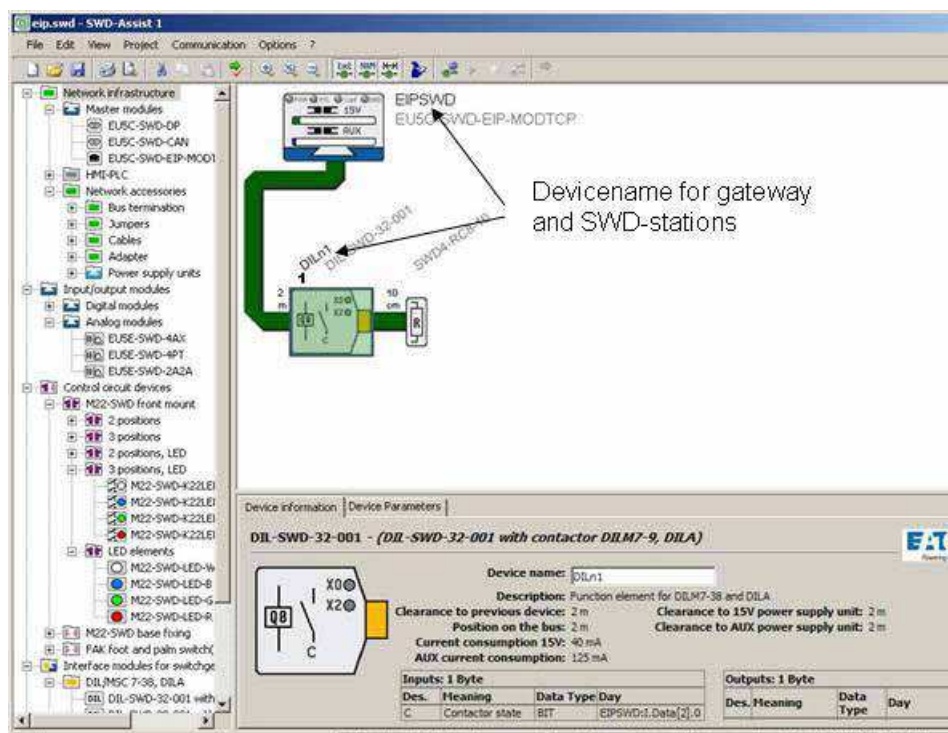 eip.swd - SWD-Assist 1
File Edit View Project Communication Options ?
Network infrastructure
Master modules
EU5C-SWD-DP
EU5C-SWD-CAN
EU5C-SWD-EIP-MODT
HMI-PLC
Network accessories
Bus termination
Jumpers
Cables
Adapter
Power supply units
Input/output modules
Digital modules
Analog modules
EU5E-SWD-4AX
EU5E-SWD-4PT
EU5E-SWD-2A2A
Control circuit devices
M22-SWD front mount
2 positions
3 positions
2 positions, LED
3 positions, LED
M22-SWD-K22LE
M22-SWD-K22LE
M22-SWD-K22LE
M22-SWD-K22LE
LED elements
M22-SWD-LED-W
M22-SWD-LED-B
M22-SWD-LED-G
M22-SWD-LED-R
M22-SWD base fixing
FAK foot and palm switch(
Interface modules for switchge
DIL/MSC 7-38, DILA
DIL-SWD-32-001 with
15V
AUX
EIPSWD
EU5C-SWD-EIP-MODTCP
Devicename for gateway
and SWD-stations
DILn1
DIL-SWD-32-001
SWD4-RC8-10
1
2
m
10
cm
X3
X2
Q8
C
R
Device information Device Parameters
DIL-SWD-32-001 - (DIL-SWD-32-001 with contactor DILM7-9, DILA)
X0
X2
Q8
C
Device name: DILn1
Description: Function element for DILM7-38 and DILA
Clearance to previous device: 2 m Clearance to 15V power supply unit: 2 m
Position on the bus: 2 m Clearance to AUX power supply unit: 2 m
Current consumption 15V: 40 mA
AUX current consumption: 125 mA
Inputs: 1 Byte Outputs: 1 Byte
Des. Meaning Data Type Day Des. Meaning Data Type Day
C Contactor state BIT EIPSWD:I.Data[2].0